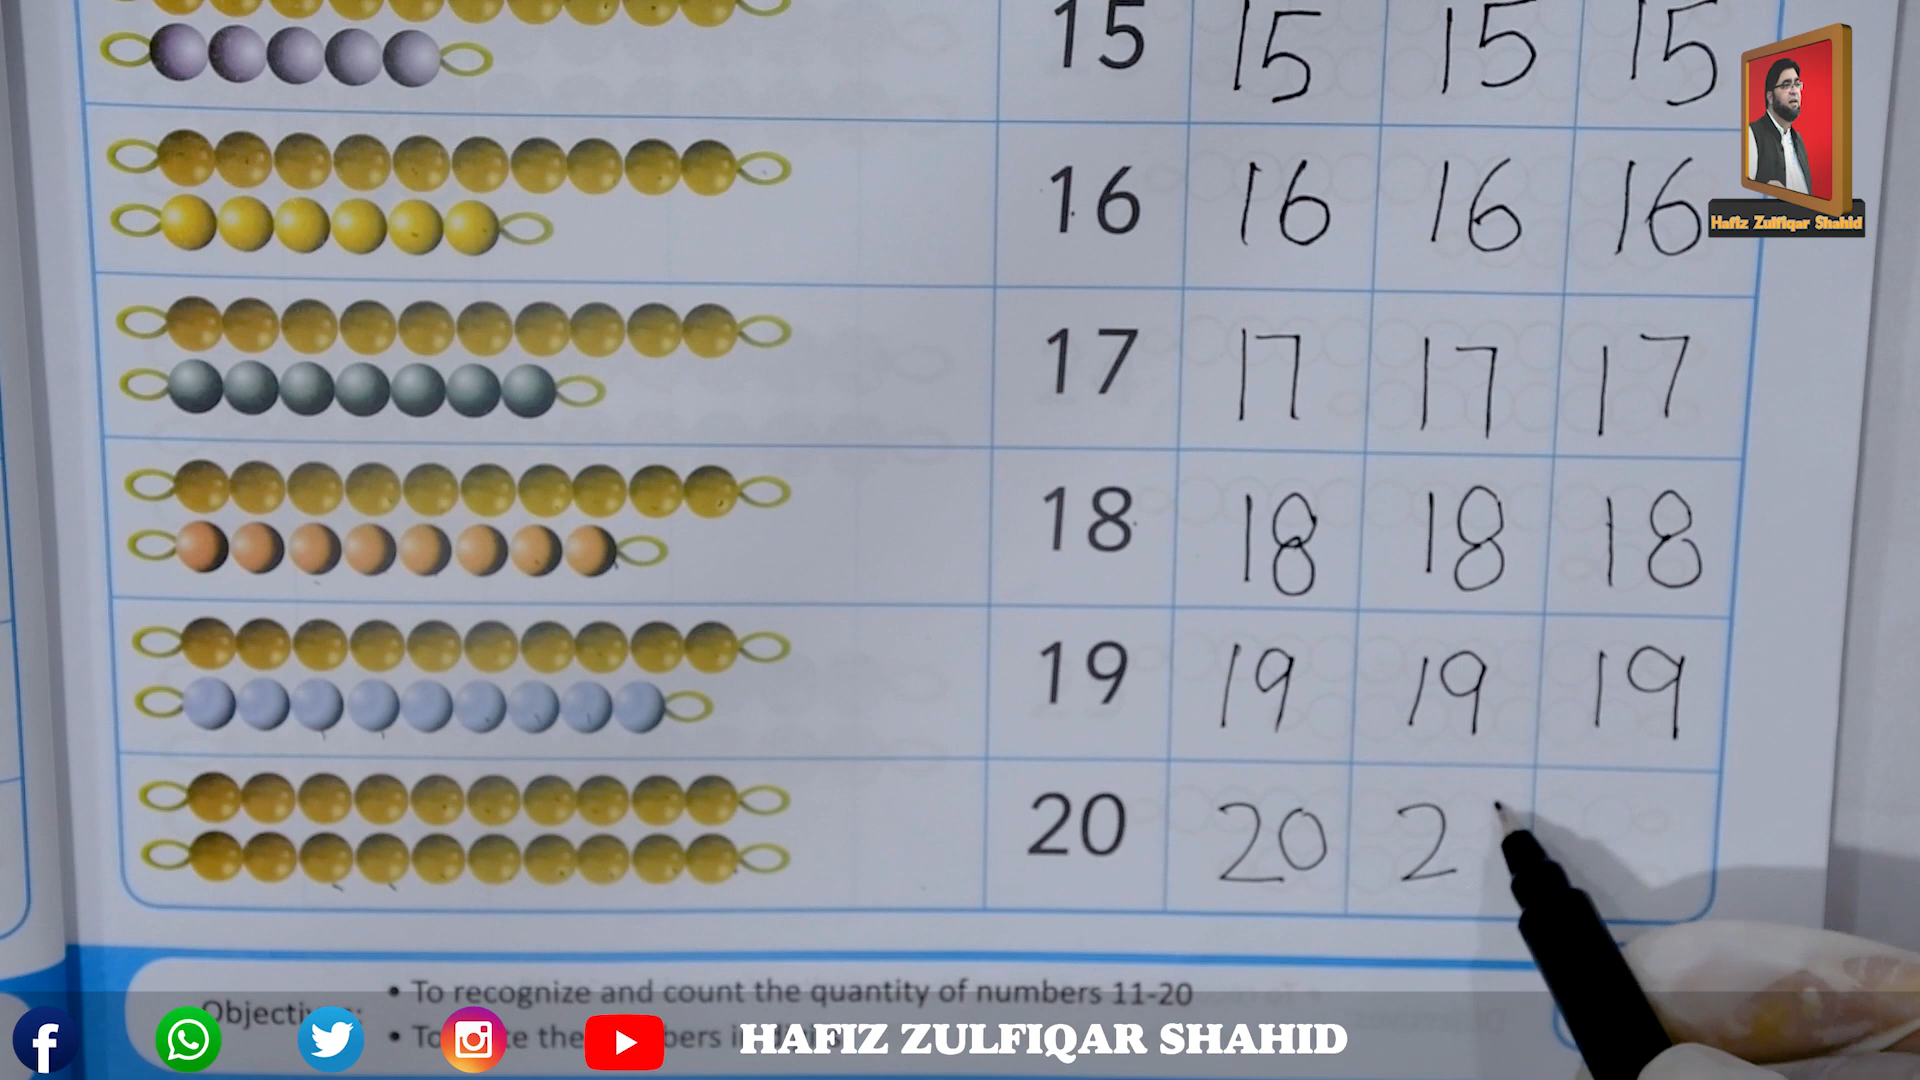 15 15 15 15
16 16 16 16
17 17 17 17
18 18 18 18
19 19 19 19
20 20 2
Hafiz Zulfiqar Shahid
• To recognize and count the quantity of numbers 11-20
• To the
HAFIZ ZULFIQAR SHAHID